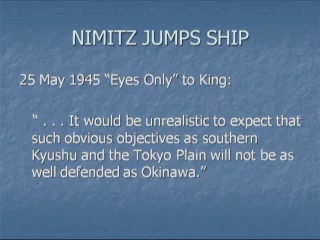 NIMITZ JUMPS SHIP
25 May 1945 “Eyes Only” to King:
“ . . . It would be unrealistic to expect that
such obvious objectives as southern
Kyushu and the Tokyo Plain will not be as
well defended as Okinawa.”